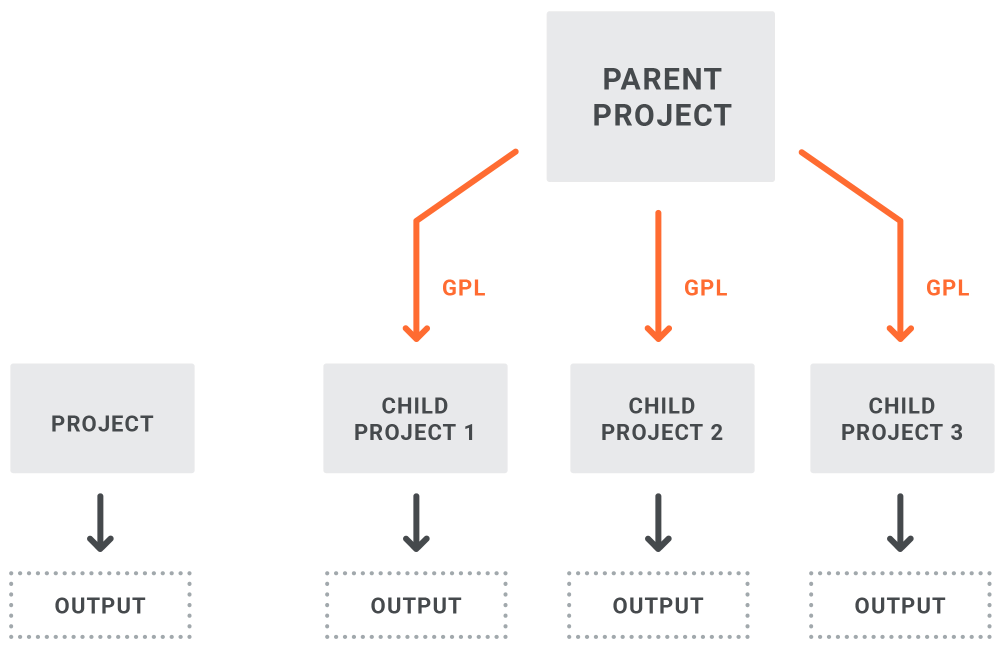 PARENT
PROJECT
GPL
GPL
GPL
PROJECT
CHILD
PROJECT 1
CHILD
PROJECT 2
CHILD
PROJECT 3
OUTPUT
OUTPUT
OUTPUT
OUTPUT